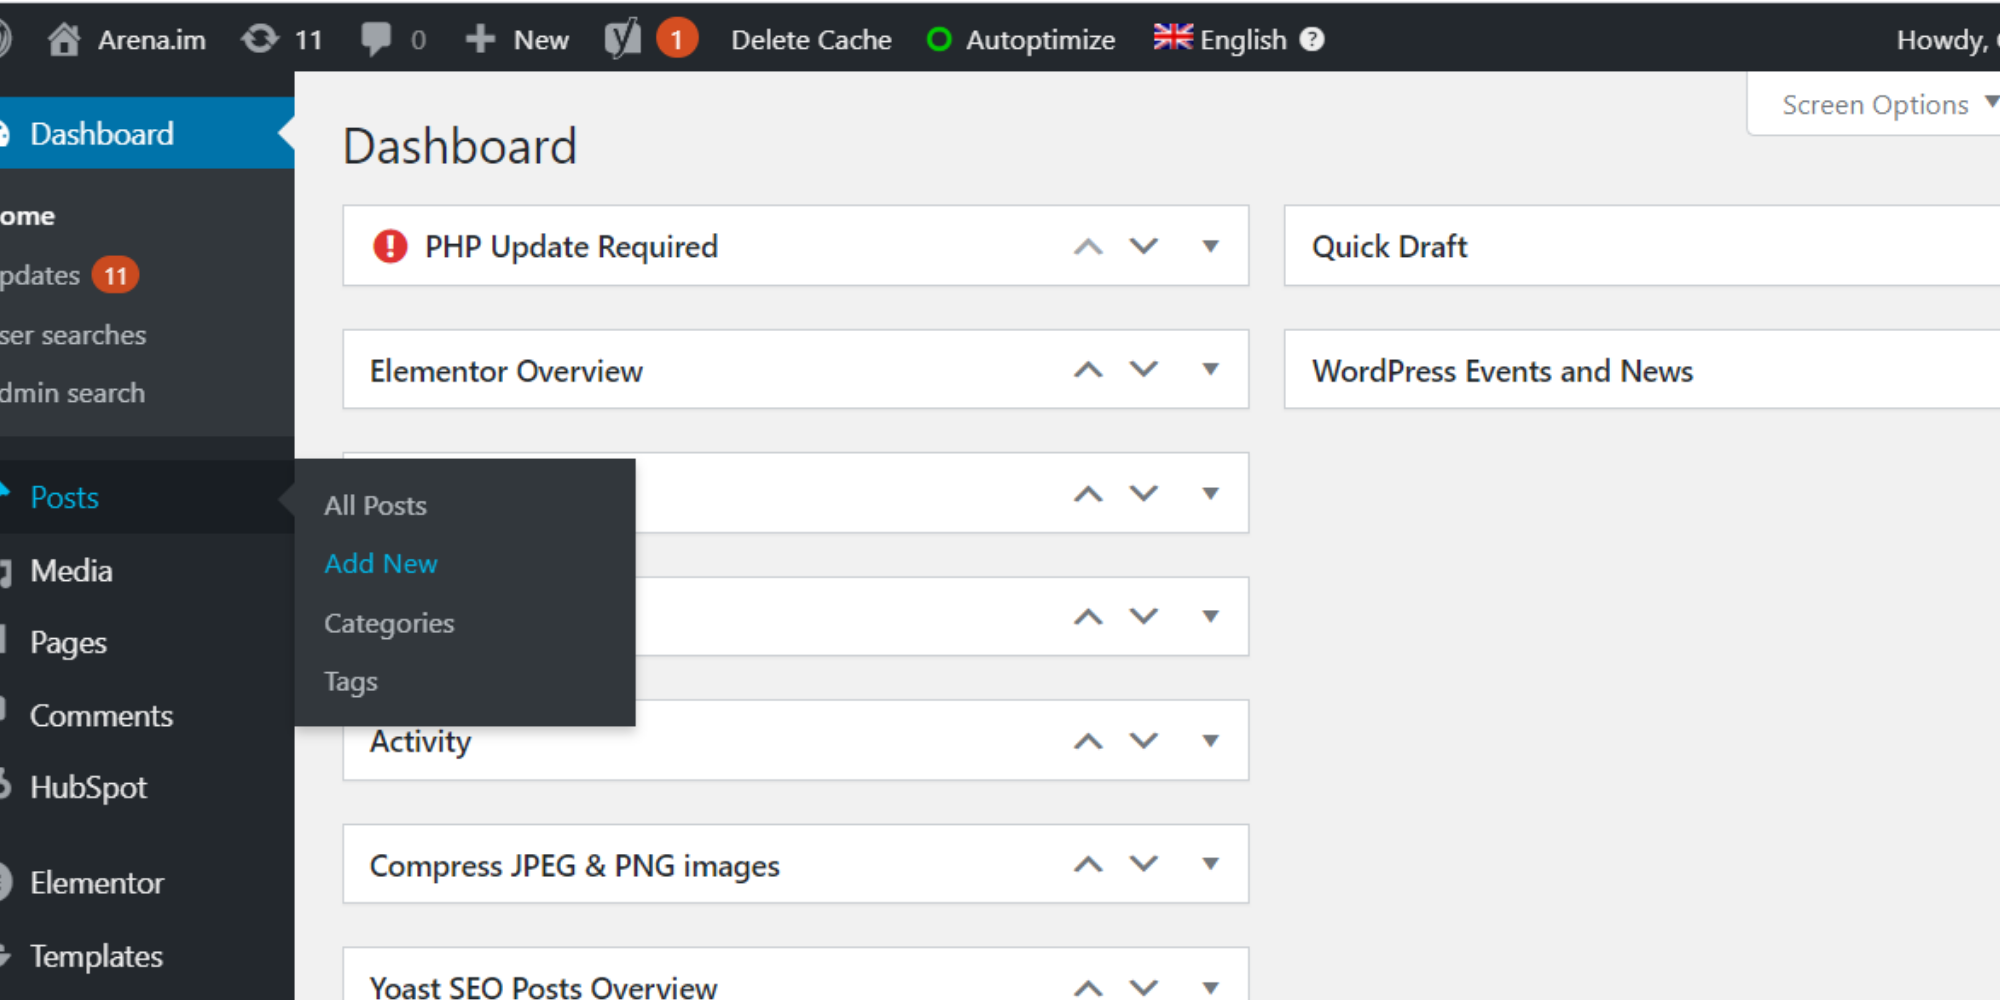 Arena.im 11 0 New 1 Delete Cache Autoptimize English ? Howdy,
Screen Options
Dashboard
ome
pdates 11
ser searches
dmin search
Posts
Media
Pages
Comments
HubSpot
Elementor
Templates
All Posts
Add New
Categories
Tags
Dashboard
PHP Update Required
Elementor Overview
Activity
Compress JPEG & PNG images
Yoast SEO Posts Overview
Quick Draft
WordPress Events and News